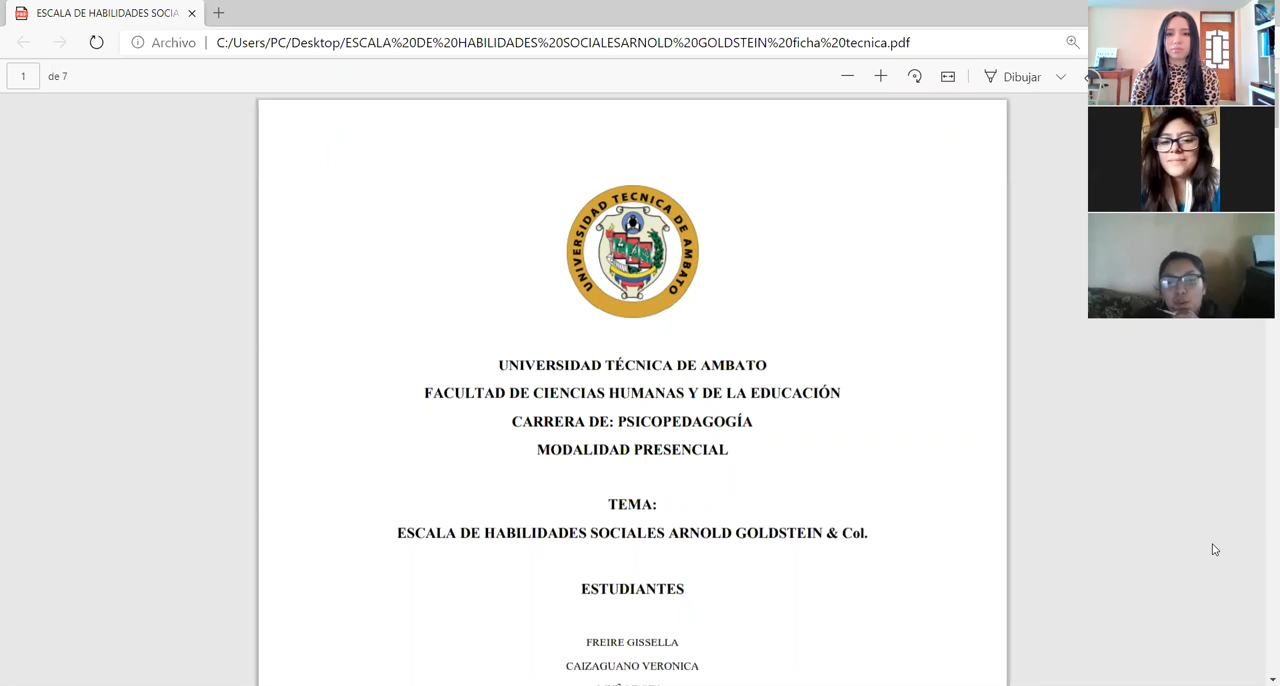 ESCALA DE HABILIDADES SOCIA
Archivo
C:/Users/PC/Desktop/ESCALA%20DE%20HABILIDADES%20SOCIALESARNOLD%20GOLDSTEIN%20ficha%20tecnica.pdf
1 de 7
Dibujar
UNIVERSIDAD TECNICA DE AMBATO
UNIVERSIDAD TÉCNICA DE AMBATO
FACULTAD DE CIENCIAS HUMANAS Y DE LA EDUCACIÓN
CARRERA DE: PSICOPEDAGOGÍA
MODALIDAD PRESENCIAL
TEMA:
ESCALA DE HABILIDADES SOCIALES ARNOLD GOLDSTEIN & Col.
ESTUDIANTES
FREIRE GISSELLA
CAIZAGUANO VERONICA